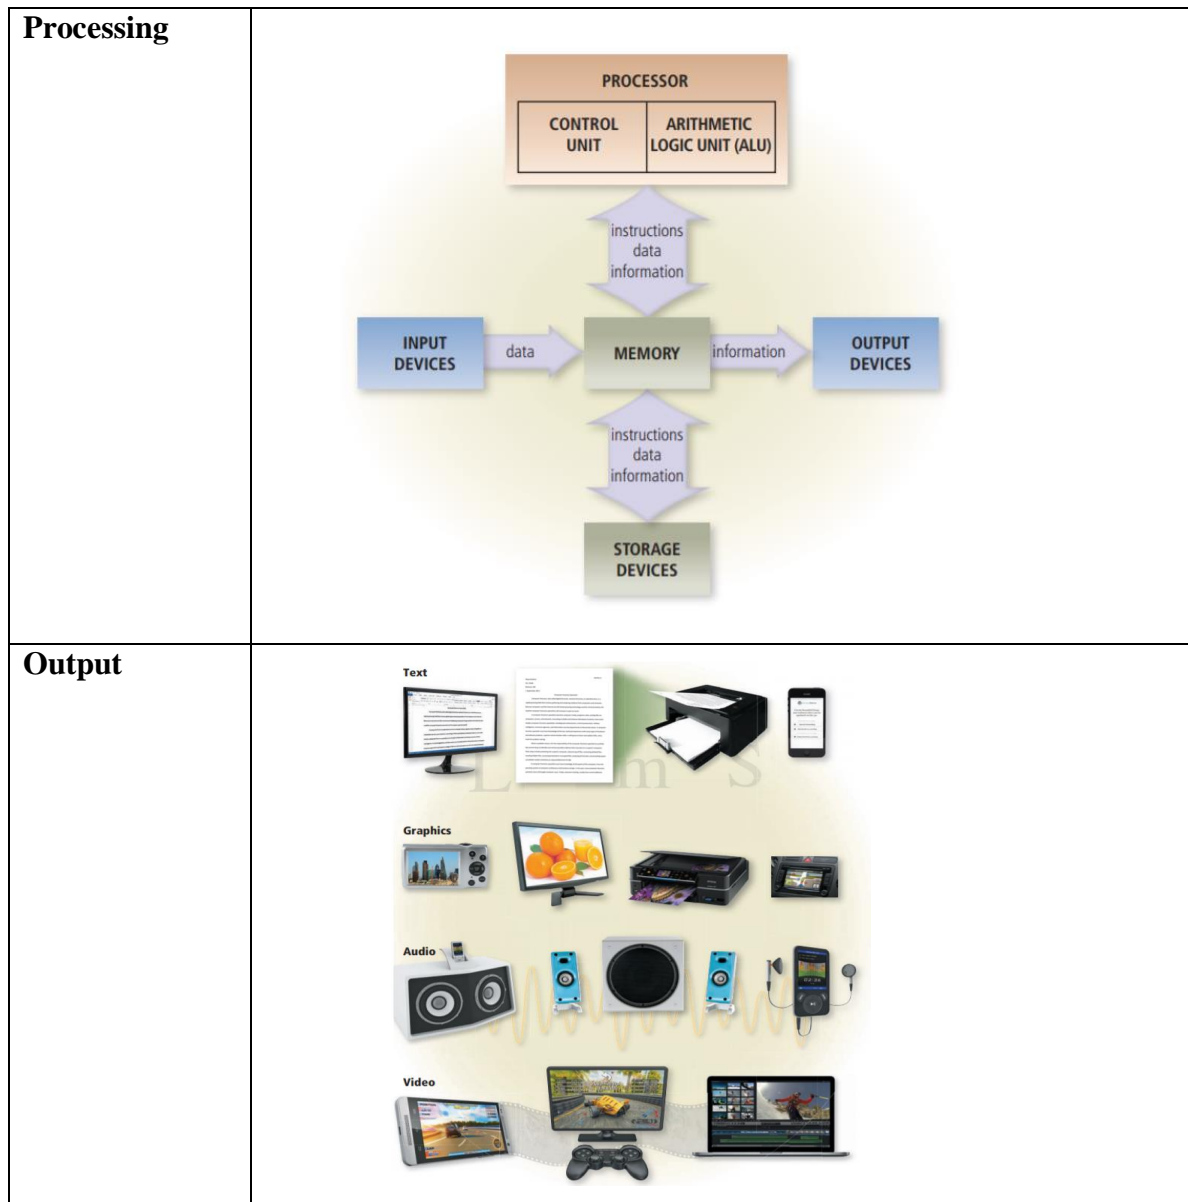 Processing
PROCESSOR
CONTROL
UNIT
ARITHMETIC
LOGIC UNIT (ALU)
instructions
data
information
INPUT
DEVICES
data
MEMORY
information
OUTPUT
DEVICES
instructions
data
information
STORAGE
DEVICES
Output
Text
L m S
Graphics
Audio
Video